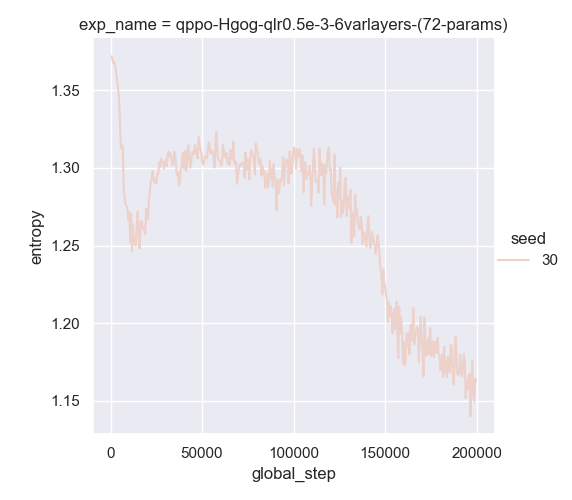 exp_name = qppo-Hgog-qlr0.5e-3-6varlayers-(72-params)
1.35
1.30
1.25
1.20
1.15
entropy
0
50000
100000
150000
200000
global_step
seed
30